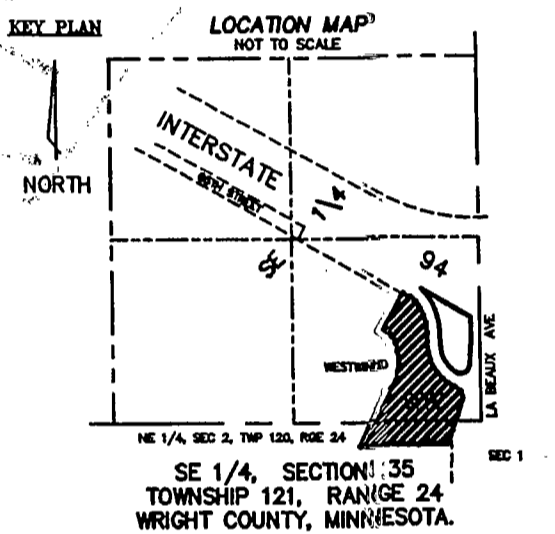 KEY PLAN
LOCATION MAP
NOT TO SCALE
NORTH
INTERSTATE
STREET
1/4
SE
94
LA BEAUX AVE
NE 1/4, SEC 2, TWP 120, RGE 24
SEC 1
SE 1/4, SECTION 35
TOWNSHIP 121, RANGE 24
WRIGHT COUNTY, MINNESOTA.